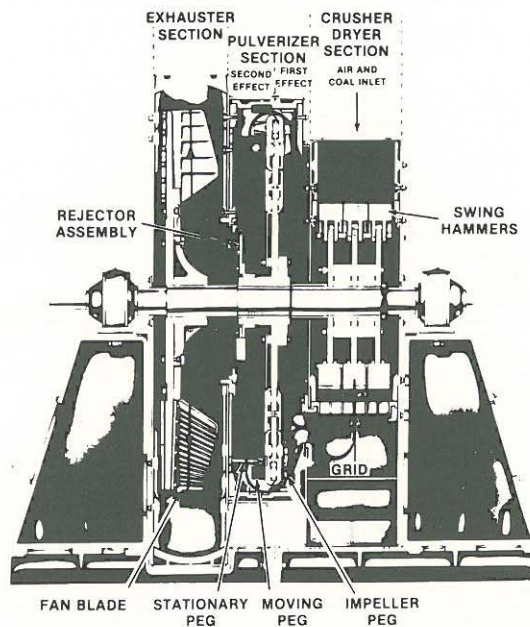 EXHAUSTER
SECTION
PULVERIZER
SECTION
SECOND
EFFECT
FIRST
EFFECT
CRUSHER
DRYER
SECTION
AIR AND
COAL INLET
REJECTOR
ASSEMBLY
SWING
HAMMERS
GRID
FAN BLADE
STATIONARY
PEG
MOVING
PEG
IMPELLER
PEG